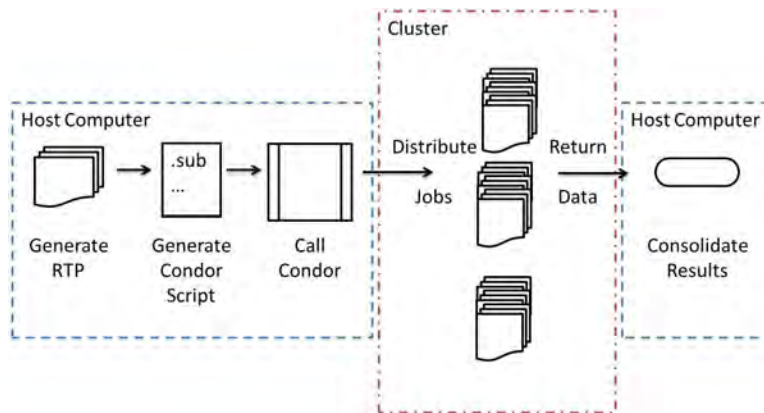 Cluster
Host Computer
.sub
...
Generate
RTP
Generate
Condor
Script
Call
Condor
Distribute
Jobs
Return
Data
Host Computer
Consolidate
Results